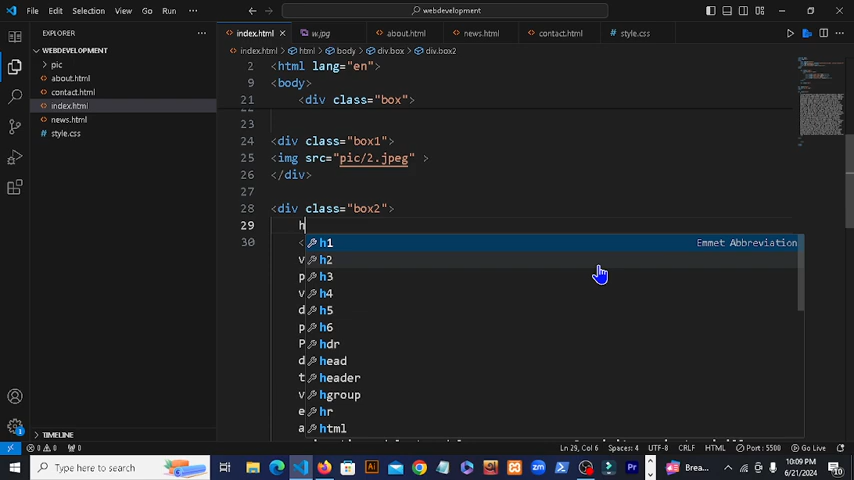 File Edit Selection View Go Run ··· webdevelopment
EXPLORER ··· index.html w.jpg about.html news.html contact.html style.css
WEBDEVELOPMENT
pic
about.html
contact.html
index.html
news.html
style.css
TIMELINE
index.html > html > body > div.box > div.box2
2 <html lang="en">
9 <body>
21 <div class="box">
23
24 <div class="box1">
25 <img src="pic/2.jpeg" >
26 </div>
27
28 <div class="box2">
29 h
30 <
h1 Emmet Abbreviation
v h2
p h3
v h4
d h5
p h6
P hdr
d head
t header
v hgroup
e hr
a html
0 0 0 Ln 29, Col 6 Spaces: 4 UTF-8 CRLF HTML Port : 5500 Go Live
Type here to search Brea... 10:09 PM
6/21/2024